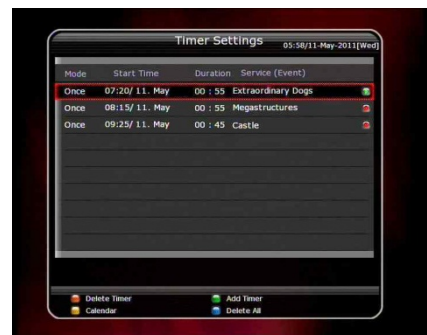 Timer Settings 05:58/11-May-2011[Wed]
Mode Start Time Duration Service (Event)
Once 07:20/ 11. May 00 : 55 Extraordinary Dogs
Once 08:15/ 11. May 00 : 55 Megastructures
Once 09:25/ 11. May 00 : 45 Castle
Delete Timer Add Timer
Calendar Delete All